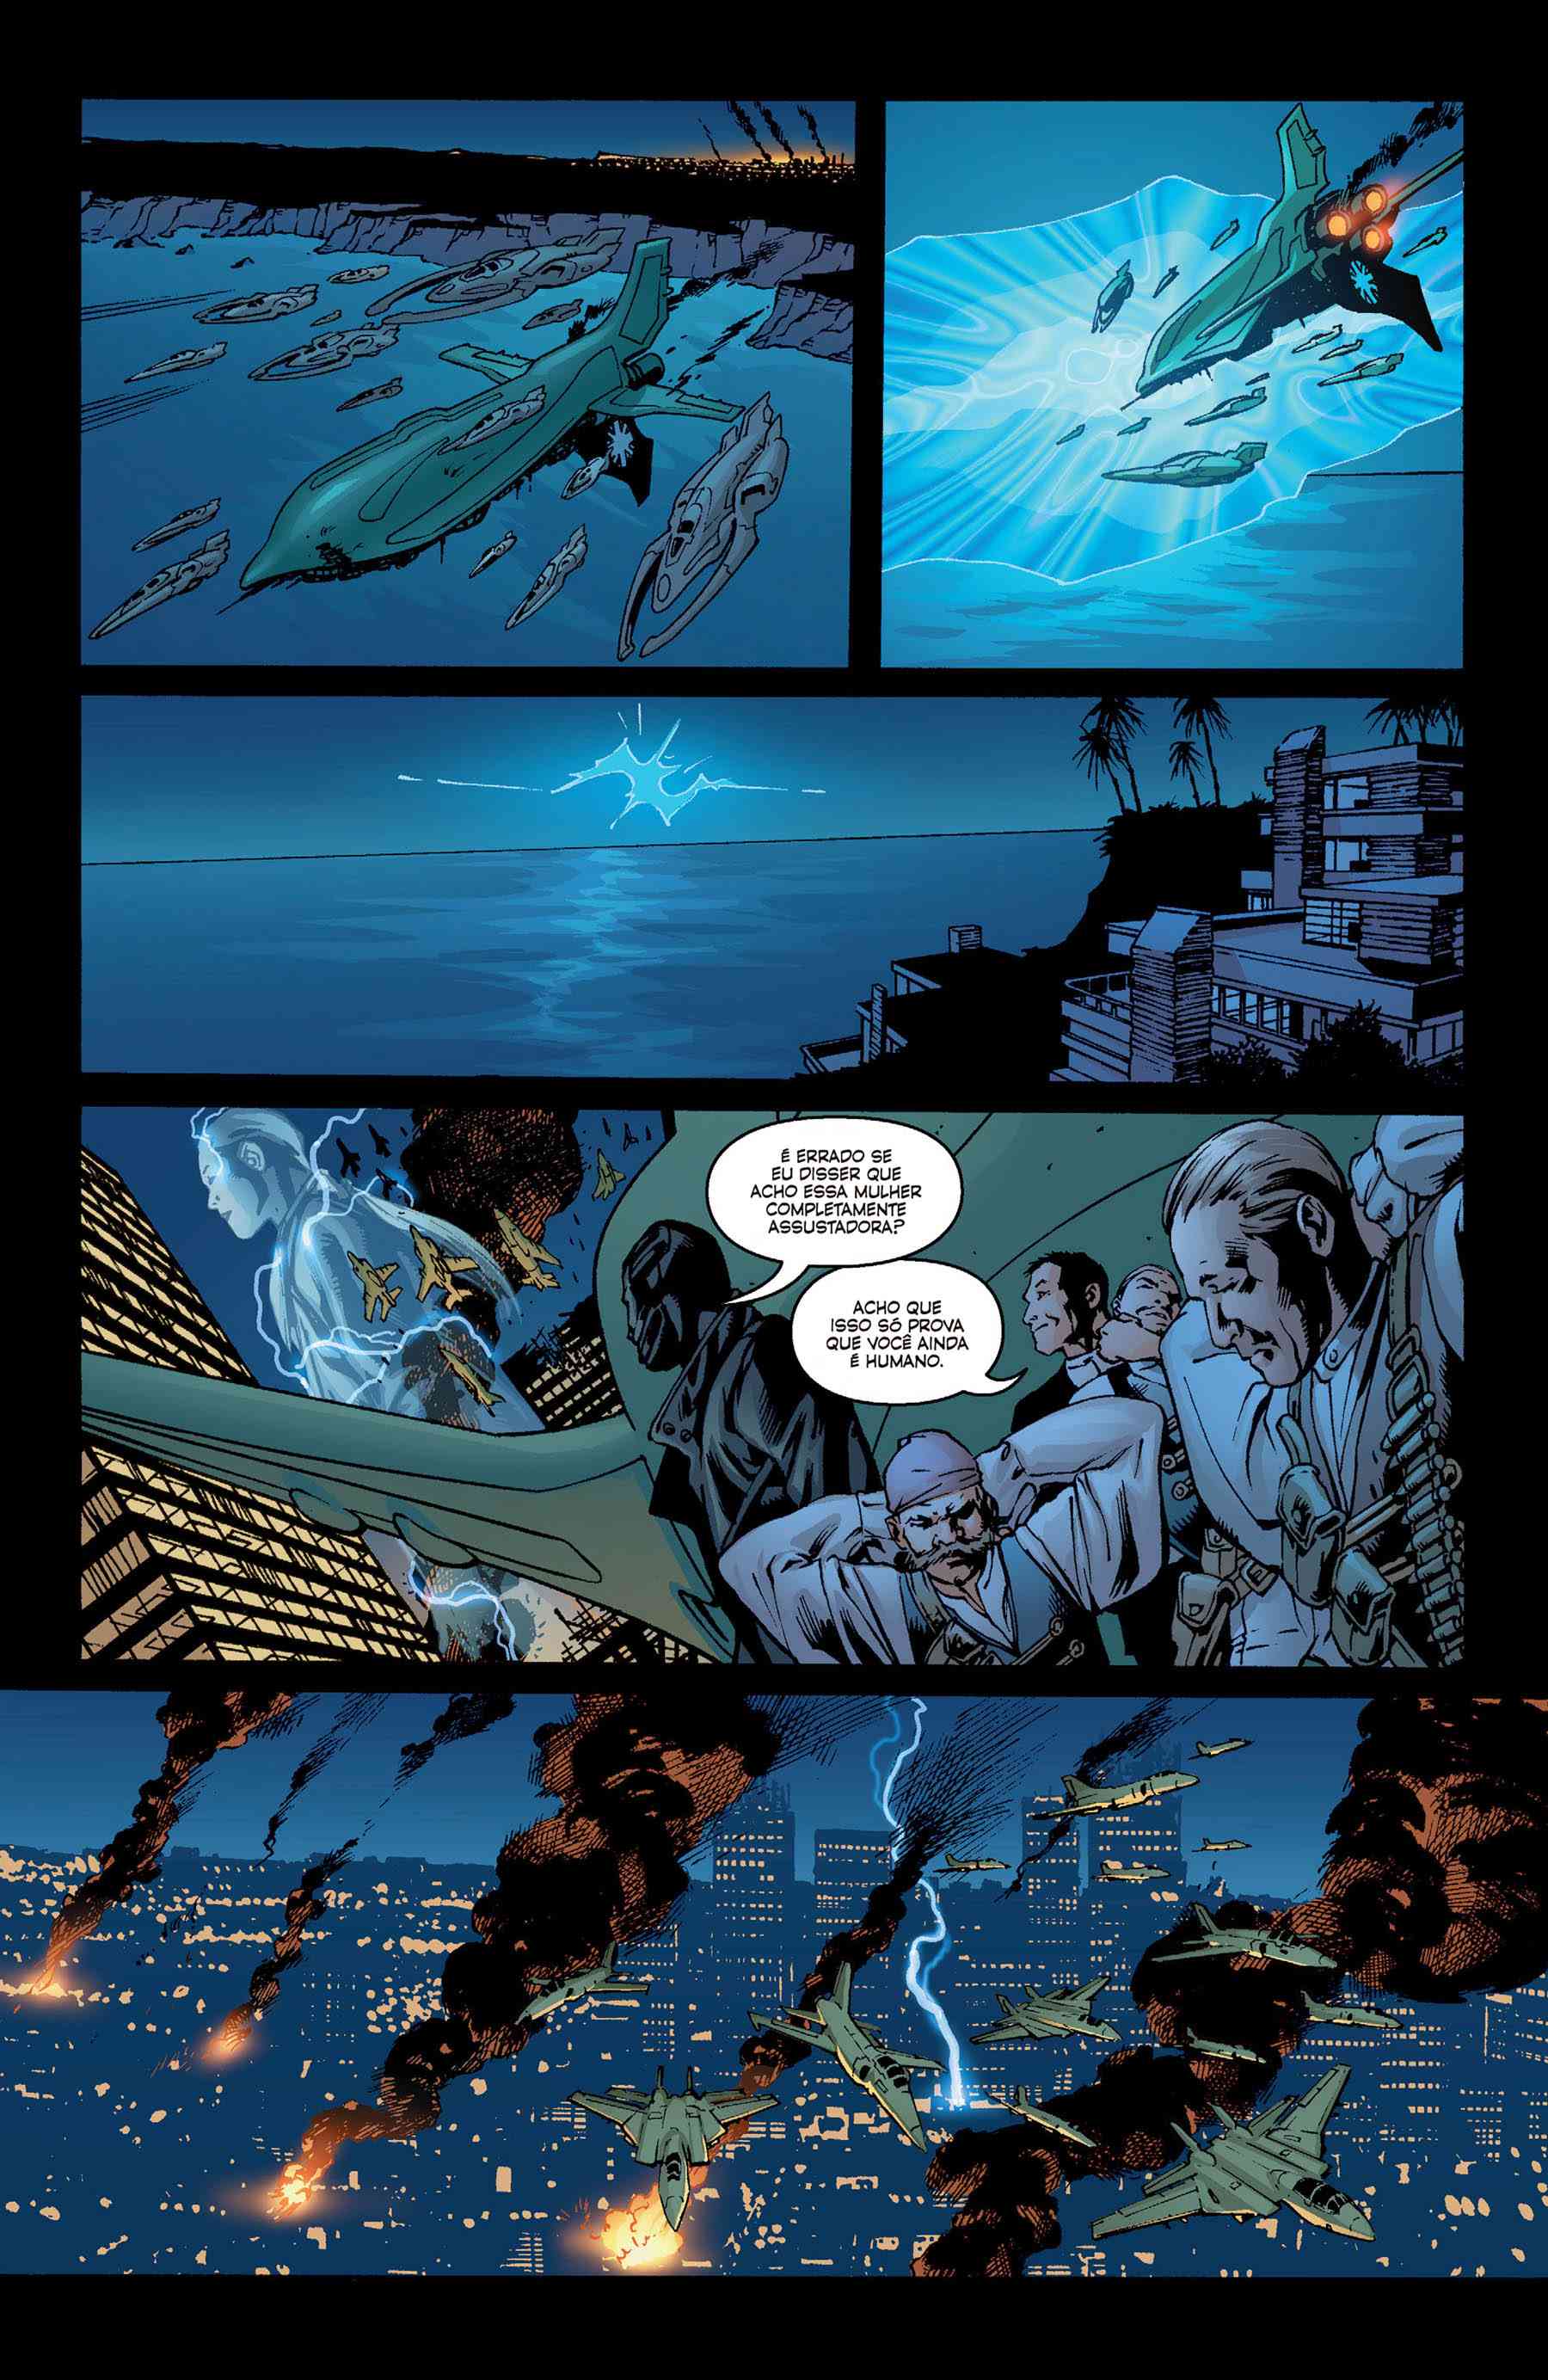 É ERRADO SE
EU DISSER QUE
ACHO ESSA MULHER
COMPLETAMENTE
ASSUSTADORA?
ACHO QUE
ISSO SÓ PROVA
QUE VOCÊ AINDA
É HUMANO.